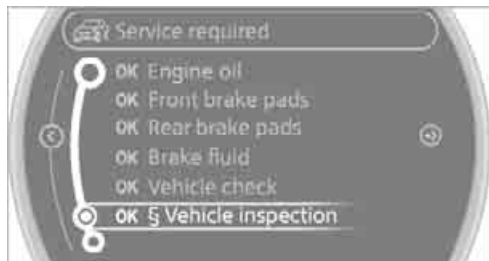 Service required
OK Engine oil
OK Front brake pads
OK Rear brake pads
OK Brake fluid
OK Vehicle check
OK § Vehicle inspection